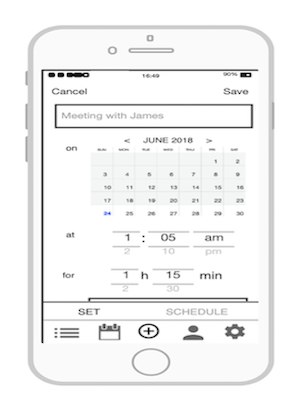 16:49 90%
Cancel Save
Meeting with James
on < JUNE 2018 >
SUN MON TUE WED THU FRI SAT
1 2
3 4 5 6 7 8 9
10 11 12 13 14 15 16
17 18 19 20 21 22 23
24 25 26 27 28 29 30
at 1 : 05 am
2 10 pm
for 1 h 15 min
2 30
SET SCHEDULE